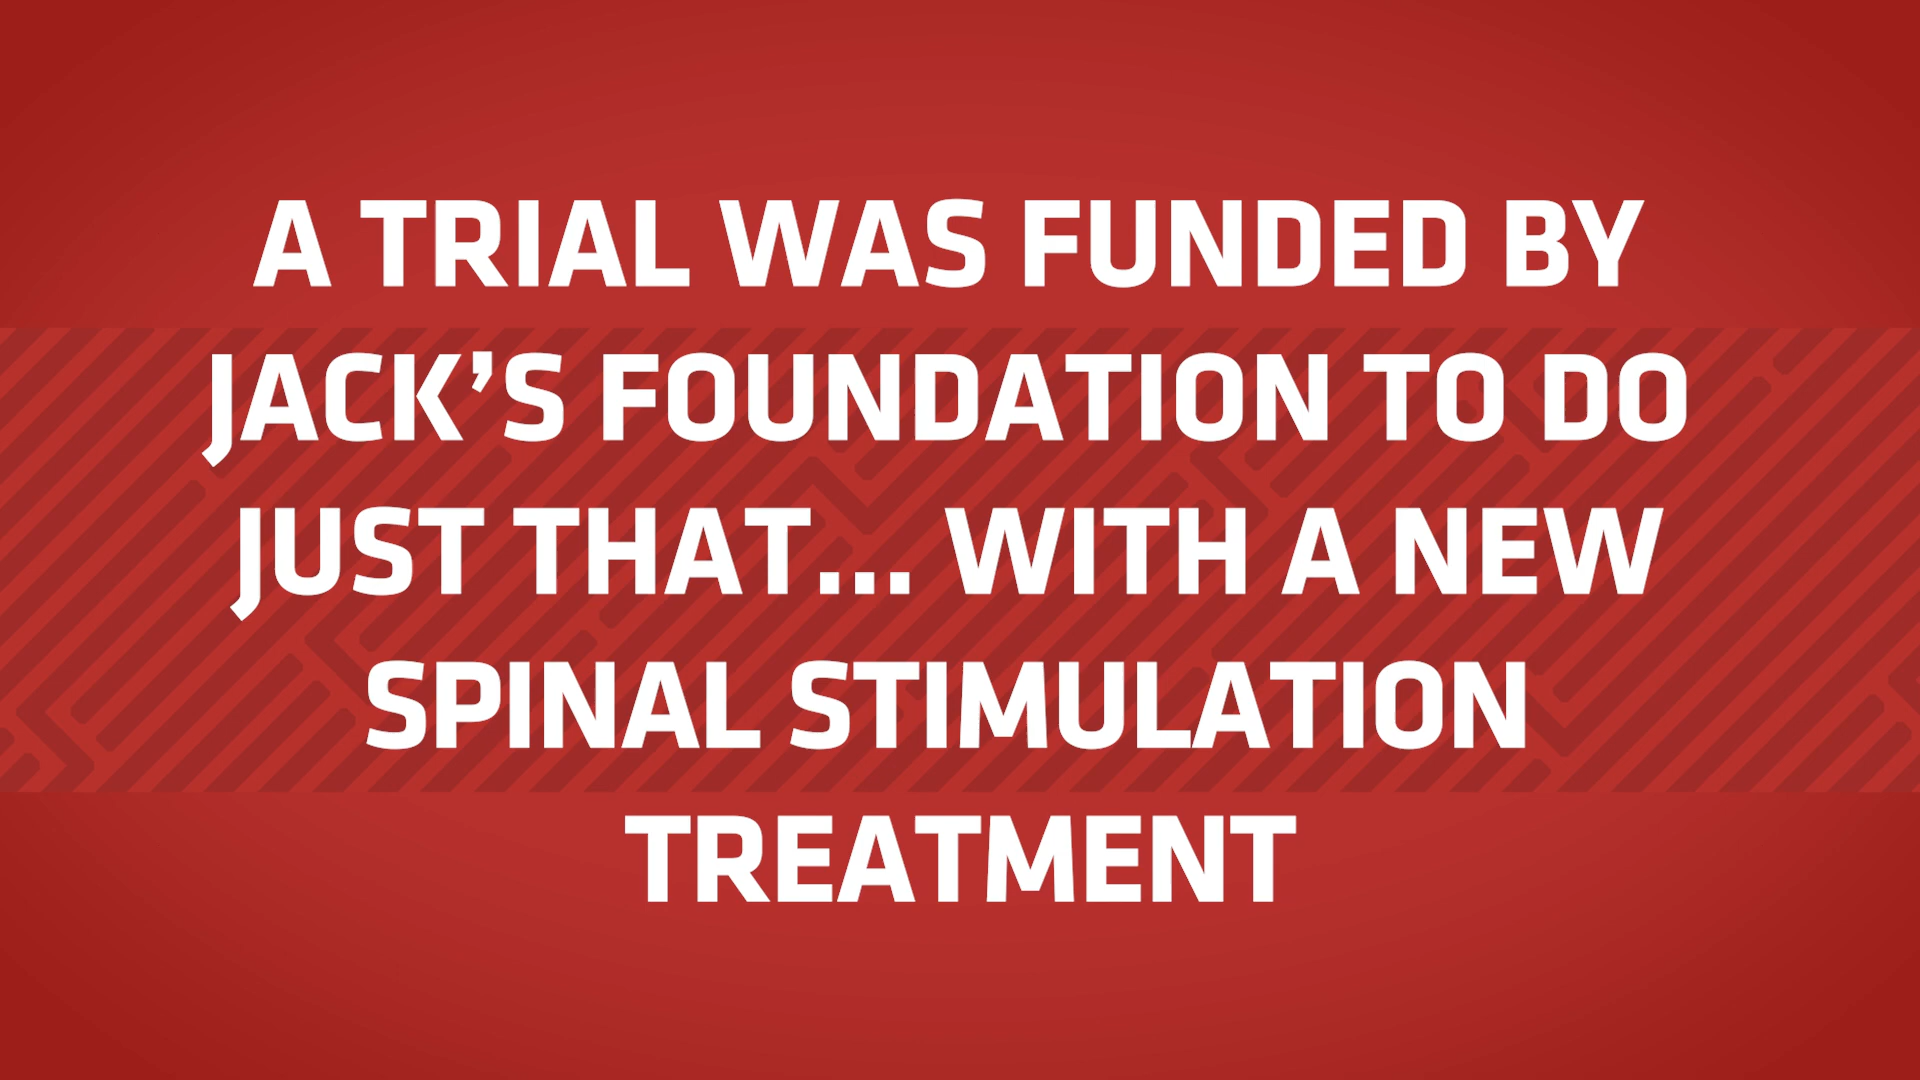 A TRIAL WAS FUNDED BY
JACK’S FOUNDATION TO DO
JUST THAT... WITH A NEW
SPINAL STIMULATION
TREATMENT